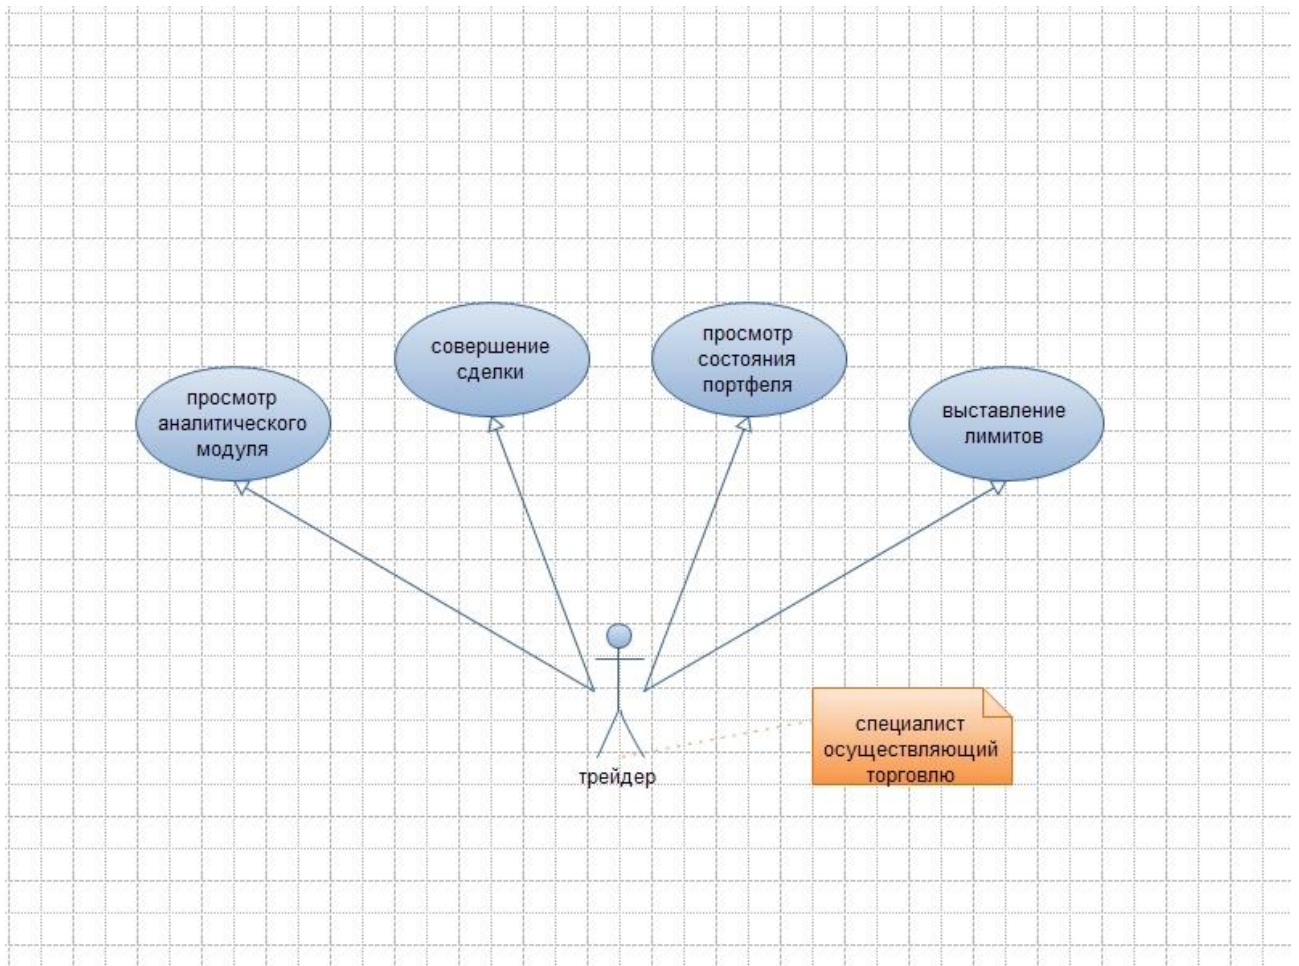 просмотр
аналитического
модуля
совершение
сделки
просмотр
состояния
портфеля
выставление
лимитов
трейдер
специалист
осуществляющий
торговлю